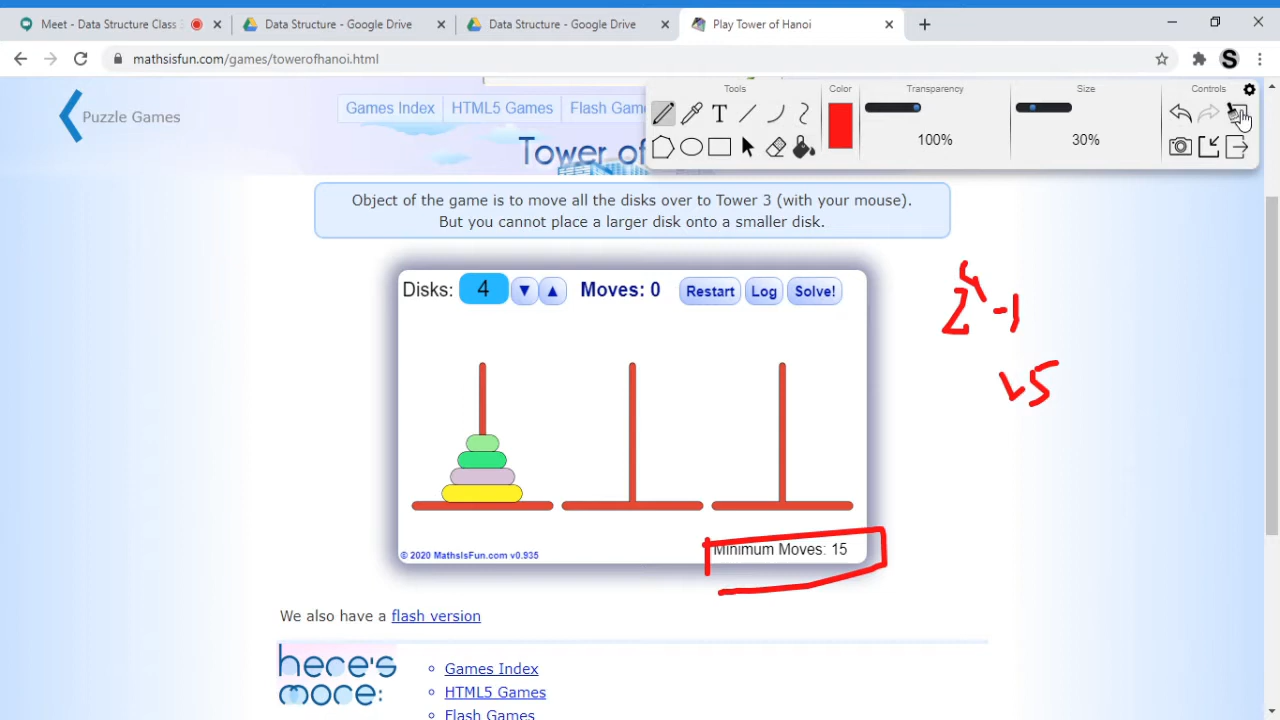 Meet - Data Structure Class
Data Structure - Google Drive
Data Structure - Google Drive
Play Tower of Hanoi
mathsisfun.com/games/towerofhanoi.html
S
Puzzle Games
Games Index
HTML5 Games
Flash Game
Tower of
Tools
Color
Transparency
Size
Controls
T
100%
30%
Object of the game is to move all the disks over to Tower 3 (with your mouse).
But you cannot place a larger disk onto a smaller disk.
Disks: 4
Moves: 0
Restart
Log
Solve!
2⁴ -1
15
© 2020 MathsIsFun.com v0.935
Minimum Moves: 15
We also have a flash version
here's
more:
Games Index
HTML5 Games
Flash Games